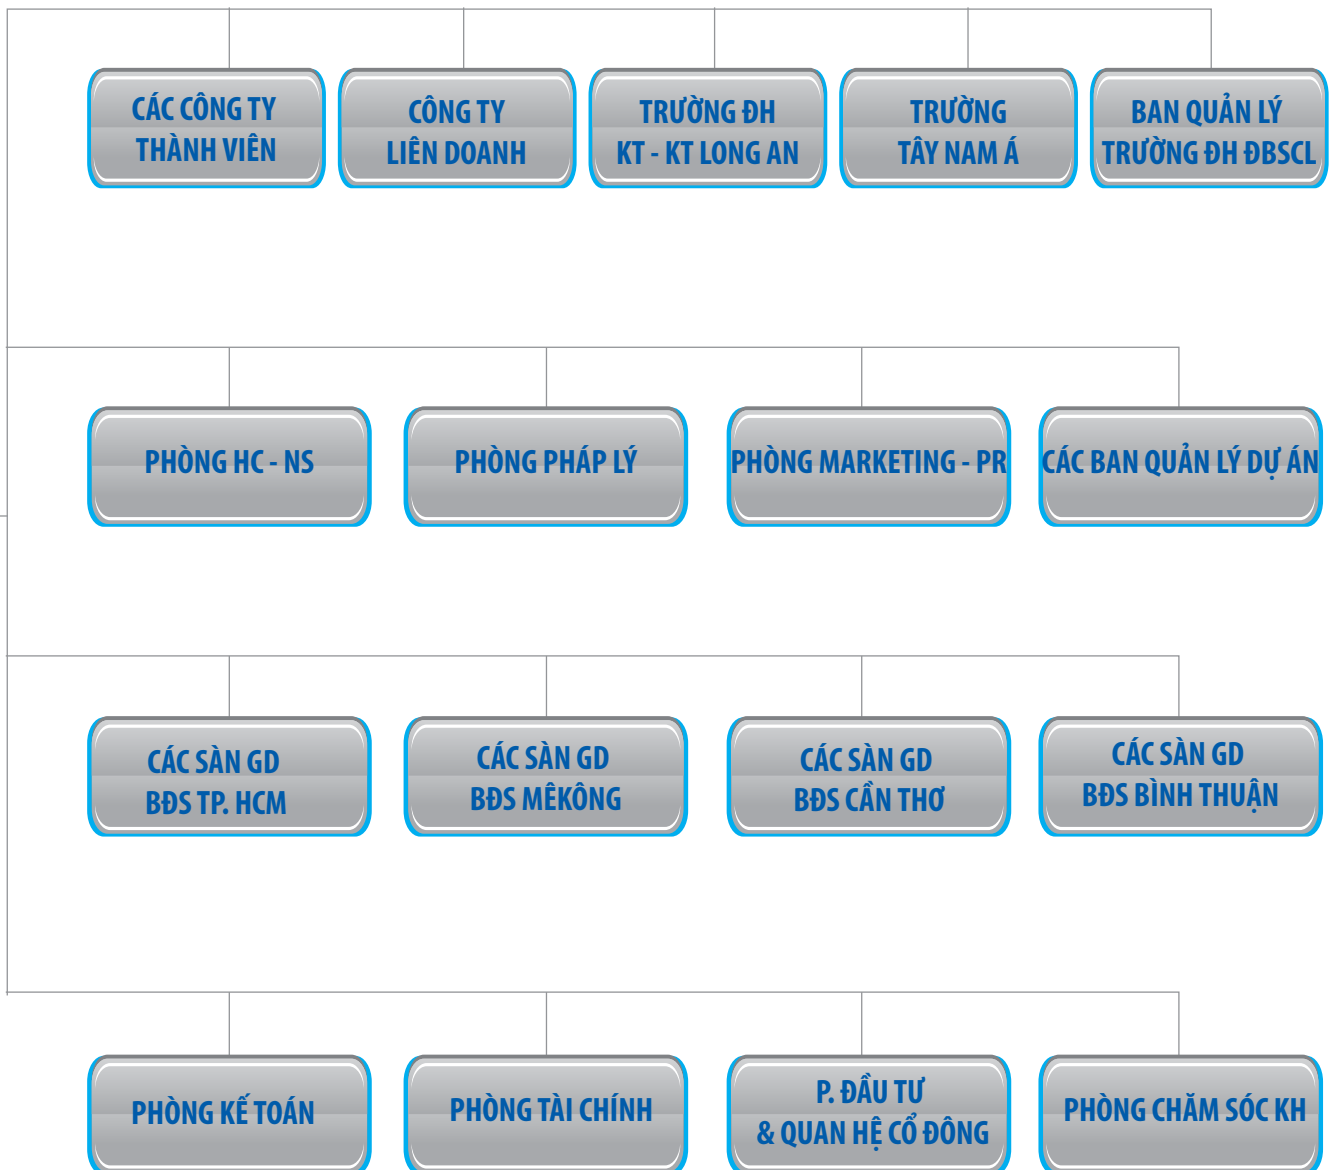 CÁC CÔNG TY
THÀNH VIÊN
CÔNG TY
LIÊN DOANH
TRƯỜNG ĐH
KT - KT LONG AN
TRƯỜNG
TÂY NAM Á
BAN QUẢN LÝ
TRƯỜNG ĐH ĐBSCL
PHÒNG HC - NS
PHÒNG PHÁP LÝ
PHÒNG MARKETING - PR
CÁC BAN QUẢN LÝ DỰ ÁN
CÁC SÀN GD
BĐS TP. HCM
CÁC SÀN GD
BĐS MÊKÔNG
CÁC SÀN GD
BĐS CẦN THƠ
CÁC SÀN GD
BĐS BÌNH THUẬN
PHÒNG KẾ TOÁN
PHÒNG TÀI CHÍNH
P. ĐẦU TƯ
& QUAN HỆ CỔ ĐÔNG
PHÒNG CHĂM SÓC KH